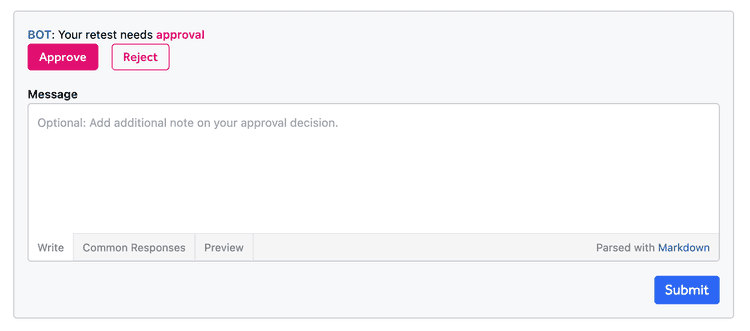 BOT: Your retest needs approval
Approve Reject
Message
Optional: Add additional note on your approval decision.
Write Common Responses Preview Parsed with Markdown
Submit